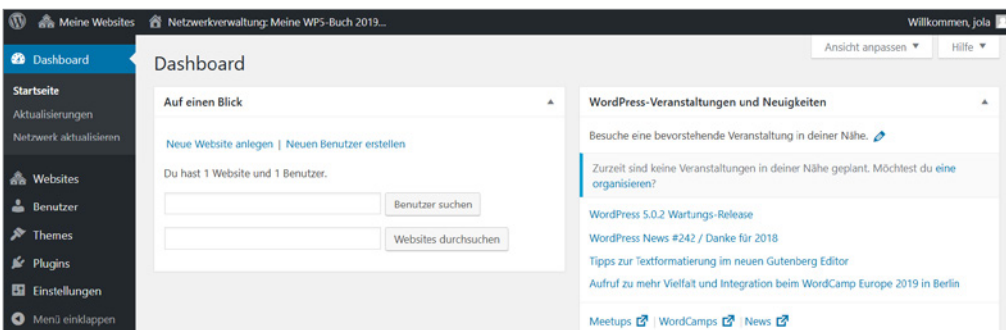 Meine Websites Netzwerkverwaltung: Meine WP5-Buch 2019... Willkommen, jola
Dashboard
Startseite
Aktualisierungen
Netzwerk aktualisieren
Websites
Benutzer
Themes
Plugins
Einstellungen
Menü einklappen
Ansicht anpassen Hilfe
Dashboard
Auf einen Blick
Neue Website anlegen | Neuen Benutzer erstellen
Du hast 1 Website und 1 Benutzer.
Benutzer suchen
Websites durchsuchen
WordPress-Veranstaltungen und Neuigkeiten
Besuche eine bevorstehende Veranstaltung in deiner Nähe.
Zurzeit sind keine Veranstaltungen in deiner Nähe geplant. Möchtest du eine
organisieren?
WordPress 5.0.2 Wartungs-Release
WordPress News #242 / Danke für 2018
Tipps zur Textformatierung im neuen Gutenberg Editor
Aufruf zu mehr Vielfalt und Integration beim WordCamp Europe 2019 in Berlin
Meetups | WordCamps | News